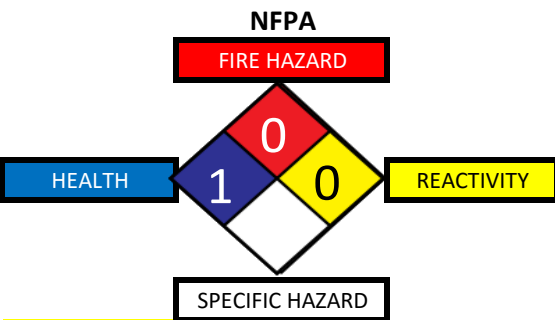 NFPA
FIRE HAZARD
0
HEALTH
1
0
REACTIVITY
SPECIFIC HAZARD